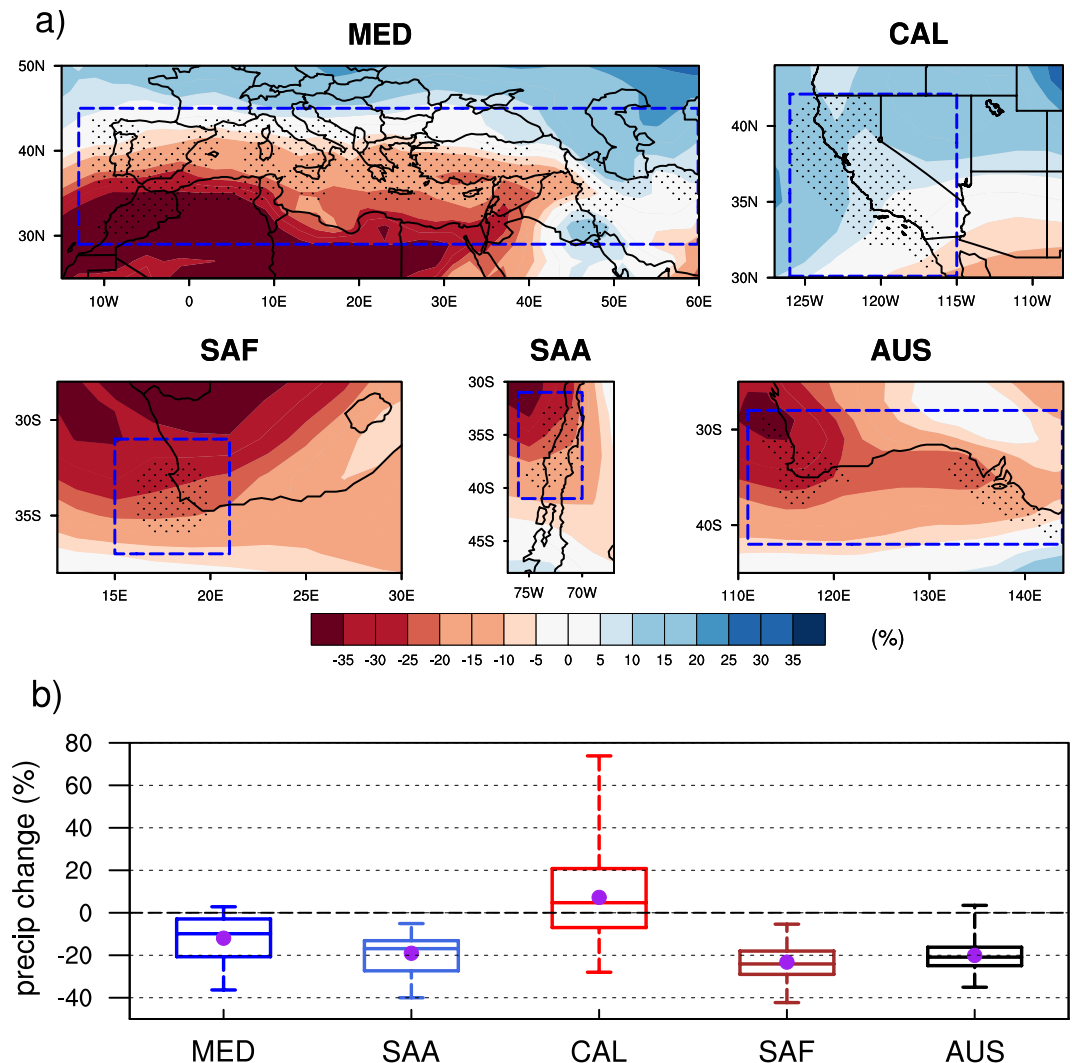 a)
MED
CAL
50N
40N
30N
10W 0 10E 20E 30E 40E 50E 60E
40N
35N
30N
125W 120W 115W 110W
SAF
SAA
AUS
30S
35S
15E 20E 30E
30S
35S
40S
45S
75W 70W
30S
40S
110E 120E 130E 140E
-35 -30 -25 -20 -10 -5 0 5 10 15 20 25 30 35
(%)
b)
precip change (%)
80
60
40
20
0
-20
-40
MED SAA CAL SAF AUS